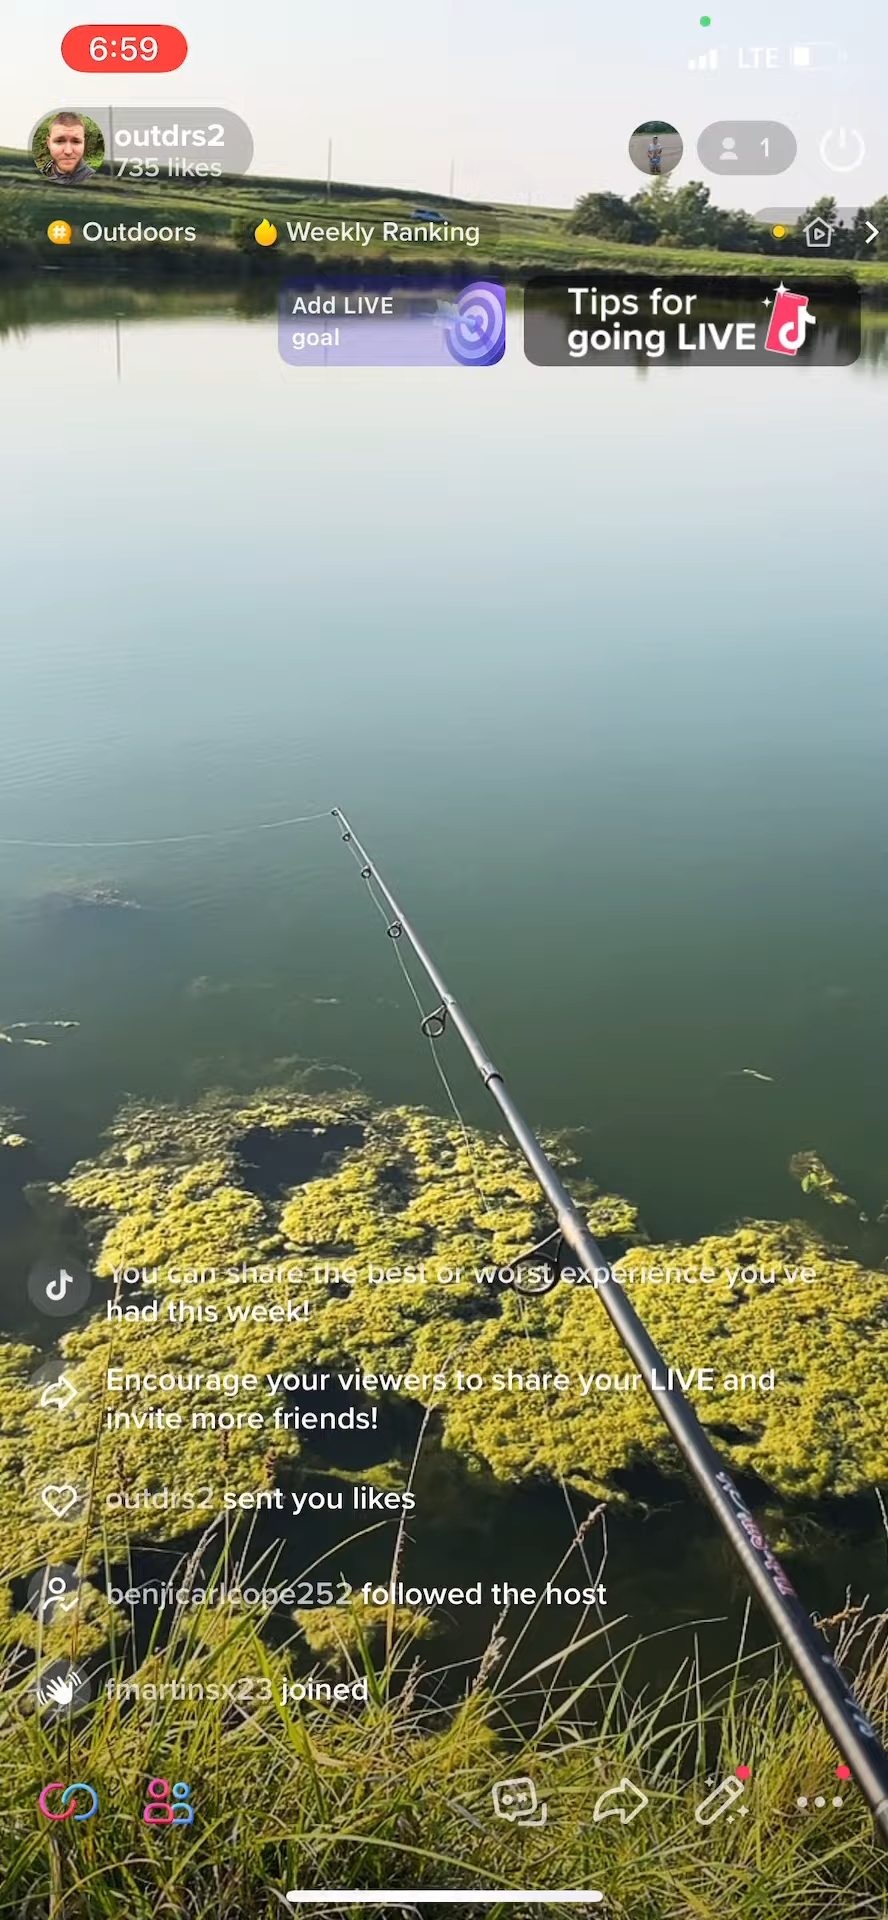 6:59
LTE
outdrs2
735 likes
1
Outdoors
Weekly Ranking
Add LIVE
goal
Tips for
going LIVE
You can share the best or worst experience you've
had this week!
Encourage your viewers to share your LIVE and
invite more friends!
outdrs2 sent you likes
benjicarlcope252 followed the host
fmartinsx23 joined